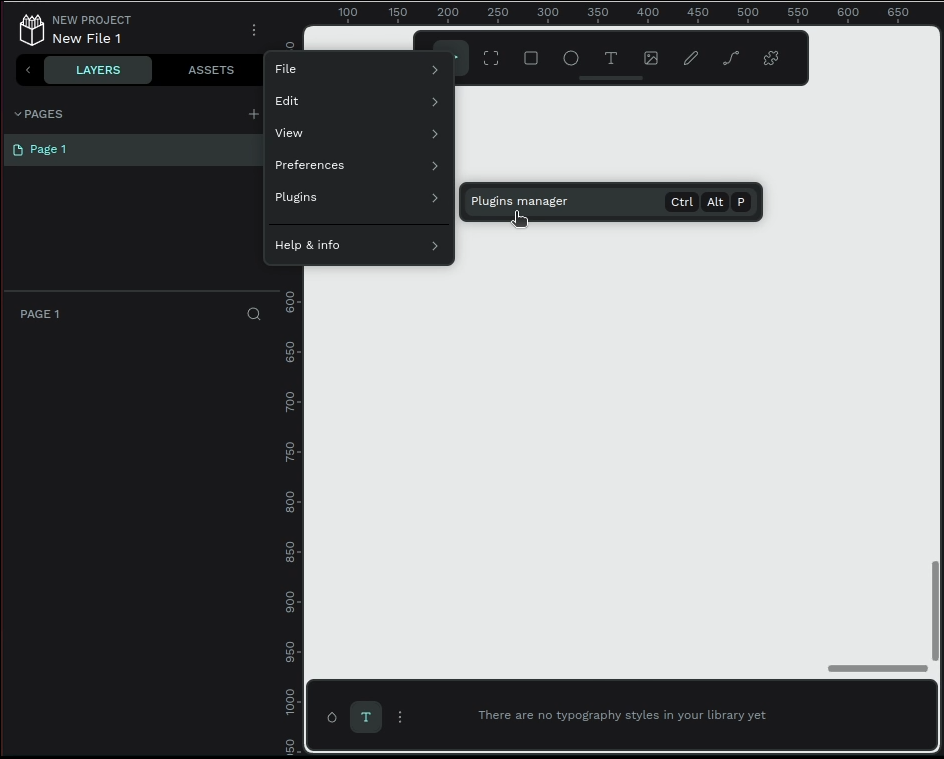 NEW PROJECT
New File 1
LAYERS
ASSETS
PAGES
Page 1
PAGE 1
File
Edit
View
Preferences
Plugins
Help & info
Plugins manager Ctrl Alt P
100 150 200 250 300 350 400 450 500 550 600 650
600
650
700
750
800
850
900
950
1000
T
There are no typography styles in your library yet